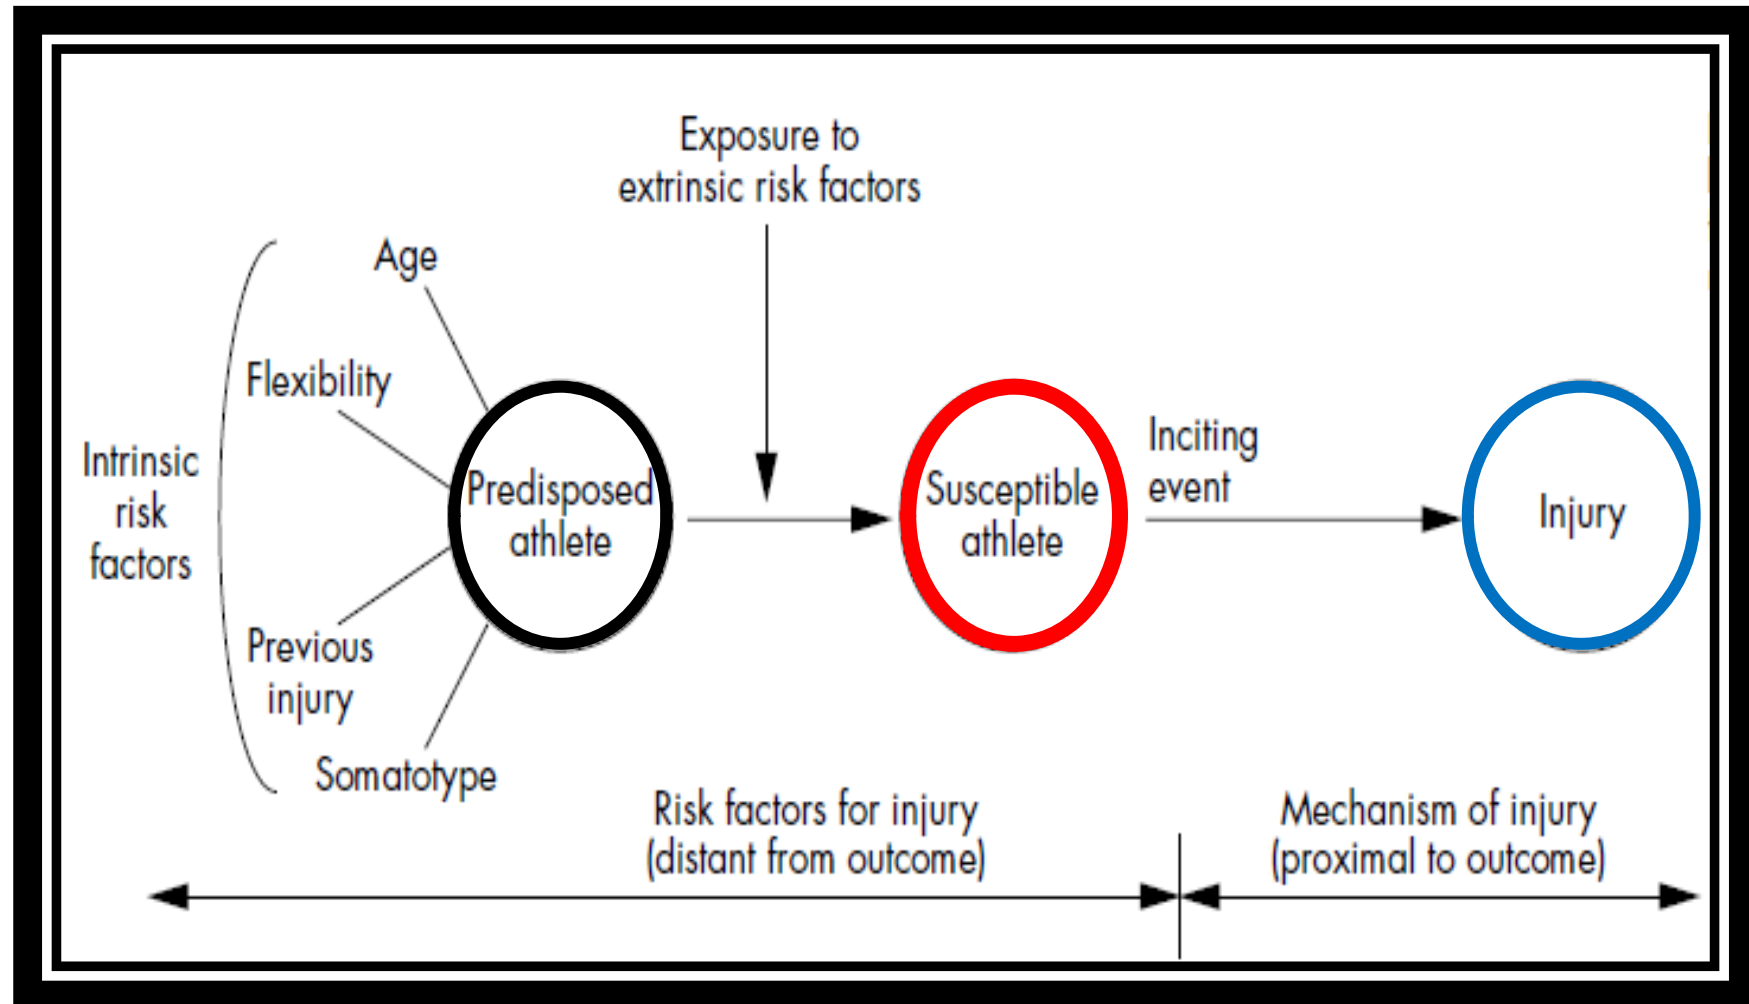 Exposure to
extrinsic risk factors
Age
Flexibility
Intrinsic
risk
factors
Previous
injury
Somatotype
Predisposed
athlete
Susceptible
athlete
Inciting
event
Injury
Risk factors for injury
(distant from outcome)
Mechanism of injury
(proximal to outcome)